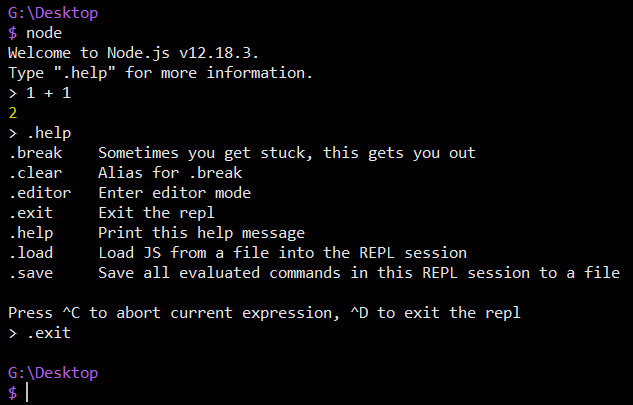 G:\Desktop
$ node
Welcome to Node.js v12.18.3.
Type ".help" for more information.
> 1 + 1
2
> .help
.break    Sometimes you get stuck, this gets you out
.clear    Alias for .break
.editor   Enter editor mode
.exit     Exit the repl
.help     Print this help message
.load     Load JS from a file into the REPL session
.save     Save all evaluated commands in this REPL session to a file

Press ^C to abort current expression, ^D to exit the repl
> .exit

G:\Desktop
$